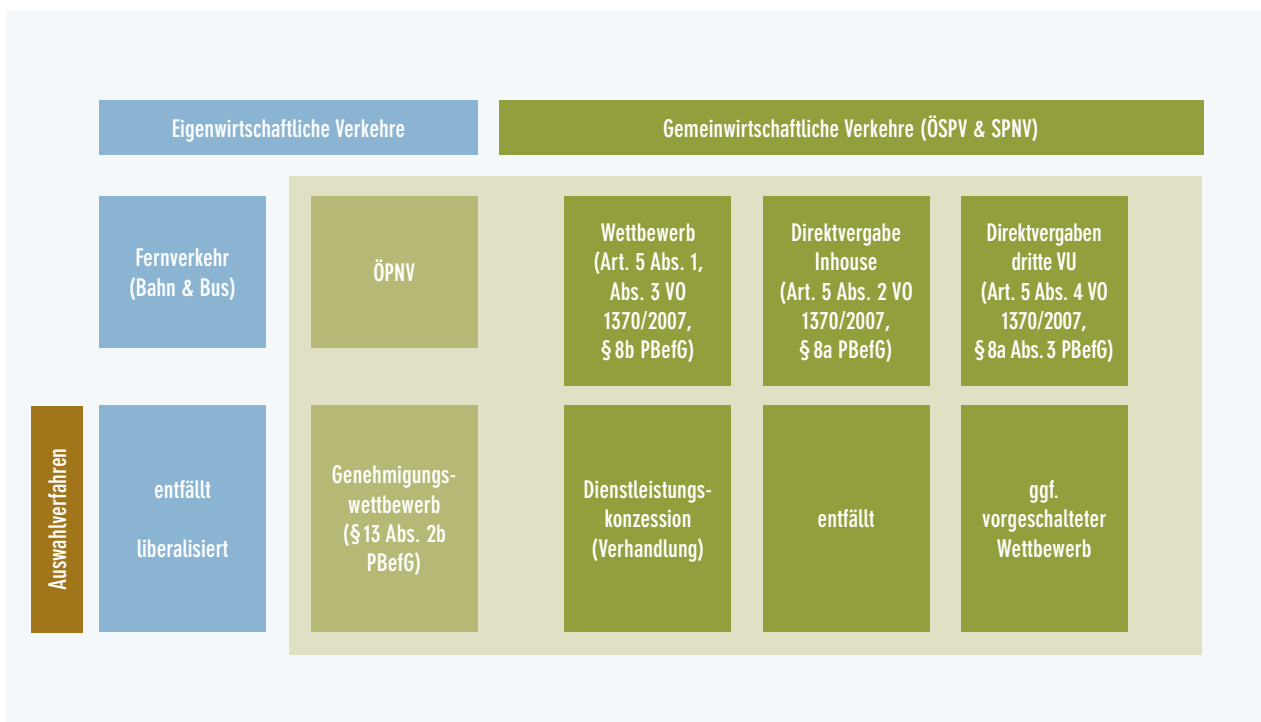 Eigenwirtschaftliche Verkehre
Gemeinwirtschaftliche Verkehre (ÖSPV & SPNV)
Fernverkehr
(Bahn & Bus)
ÖPNV
Wettbewerb
(Art. 5 Abs. 1,
Abs. 3 VO
1370/2007,
§ 8b PBefG)
Direktvergabe
Inhouse
(Art. 5 Abs. 2 VO
1370/2007,
§ 8a PBefG)
Direktvergaben
dritte VU
(Art. 5 Abs. 4 VO
1370/2007,
§ 8a Abs. 3 PBefG)
Auswahlverfahren
entfällt
liberalisiert
Genehmigungs-
wettbewerb
(§ 13 Abs. 2b
PBefG)
Dienstleistungs-
konzession
(Verhandlung)
entfällt
ggf.
vorgeschalteter
Wettbewerb